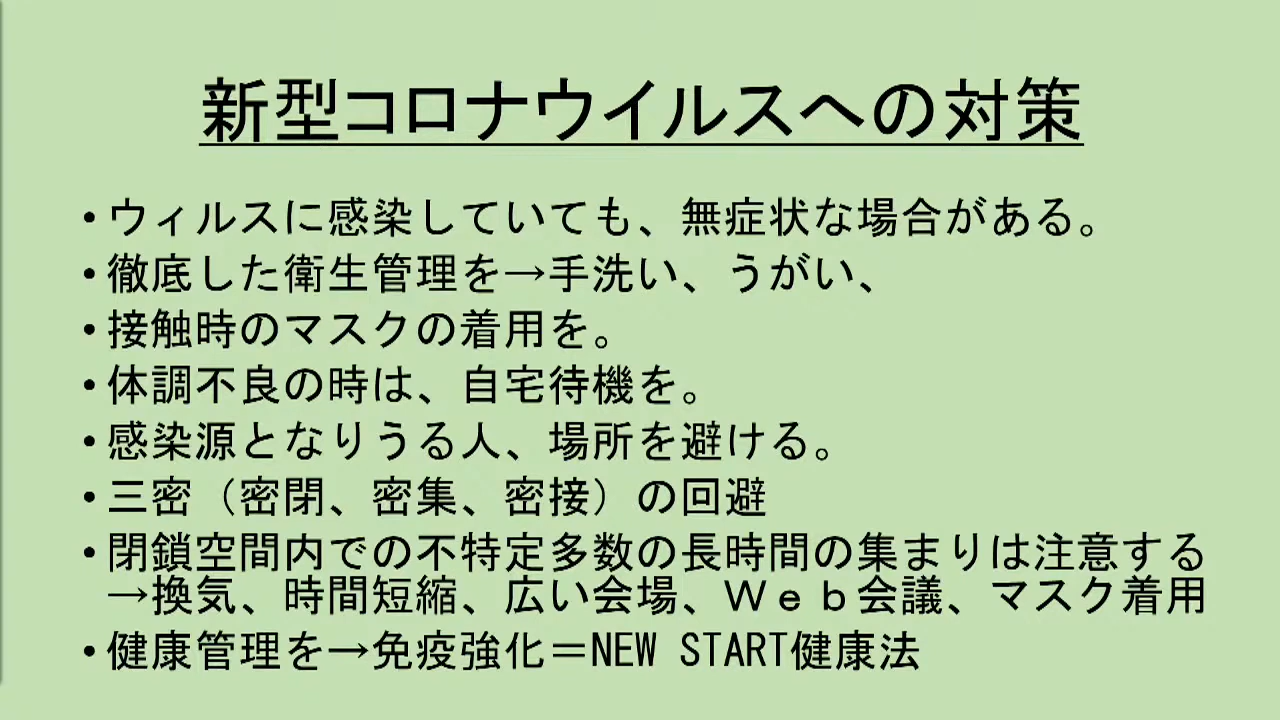 新型コロナウイルスへの対策
・ウィルスに感染していても、無症状な場合がある。
・徹底した衛生管理を→手洗い、うがい、
・接触時のマスクの着用を。
・体調不良の時は、自宅待機を。
・感染源となりうる人、場所を避ける。
・三密（密閉、密集、密接）の回避
・閉鎖空間内での不特定多数の長時間の集まりは注意する
→換気、時間短縮、広い会場、Ｗｅｂ会議、マスク着用
・健康管理を→免疫強化＝NEW START健康法